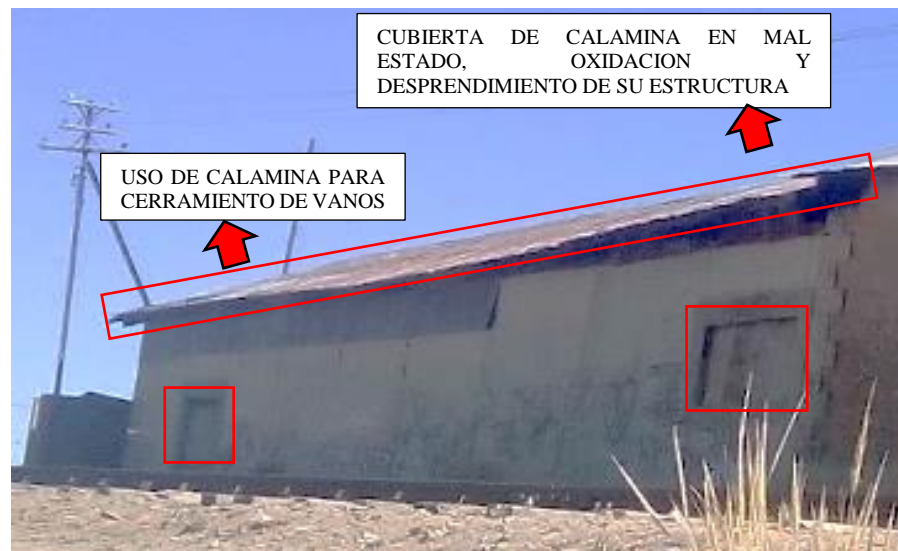 CUBIERTA DE CALAMINA EN MAL
ESTADO, OXIDACION Y
DESPRENDIMIENTO DE SU ESTRUCTURA
USO DE CALAMINA PARA
CERRAMIENTO DE VANOS